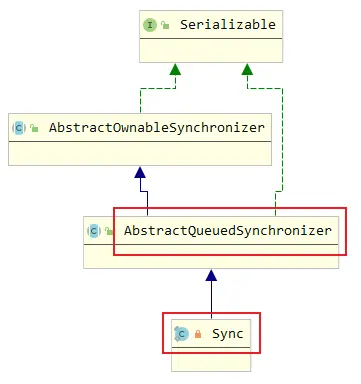 I Serializable
C AbstractOwnableSynchronizer
C AbstractQueuedSynchronizer
C Sync